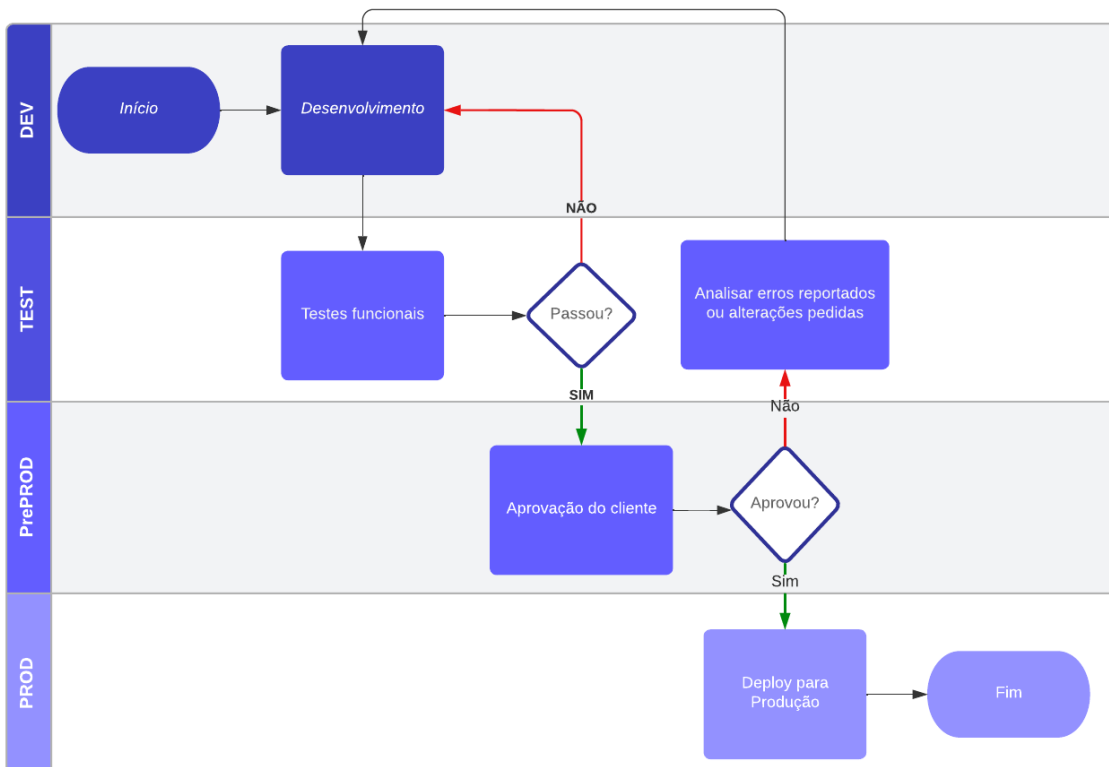 DEV
Início
Desenvolvimento
NÃO
TEST
Testes funcionais
Passou?
Analisar erros reportados
ou alterações pedidas
SIM
Não
PrePROD
Aprovação do cliente
Aprovou?
Sim
PROD
Deploy para
Produção
Fim